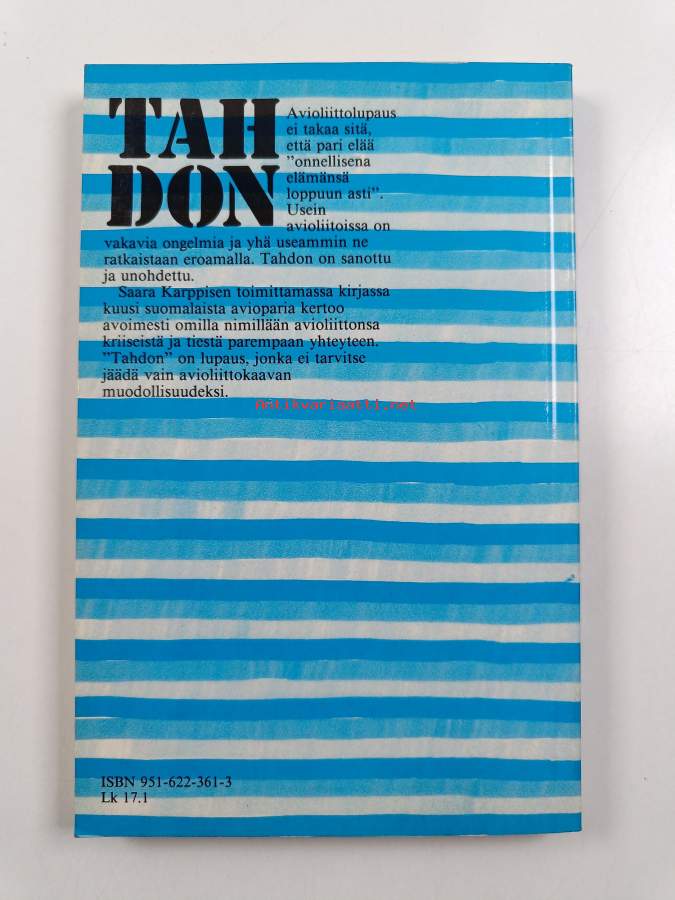 TAH
DON
Avioliittolupaus
ei takaa sitä,
että pari elää
"onnellisena
elämänsä
loppuun asti".
Usein
avioliitoissa on
vakavia ongelmia ja yhä useammin ne
ratkaistaan eroamalla. Tahdon on sanottu
ja unohdettu.
Saara Karppisen toimittamassa kirjassa
kuusi suomalaista avioparia kertoo
avoimesti omilla nimillään avioliittonsa
kriiseistä ja tiestä parempaan yhteyteen.
"Tahdon" on lupaus, jonka ei tarvitse
jäädä vain avioliittokaavan
muodollisuudeksi.
Antikvariaatti.net
ISBN 951-622-361-3
Lk 17.1